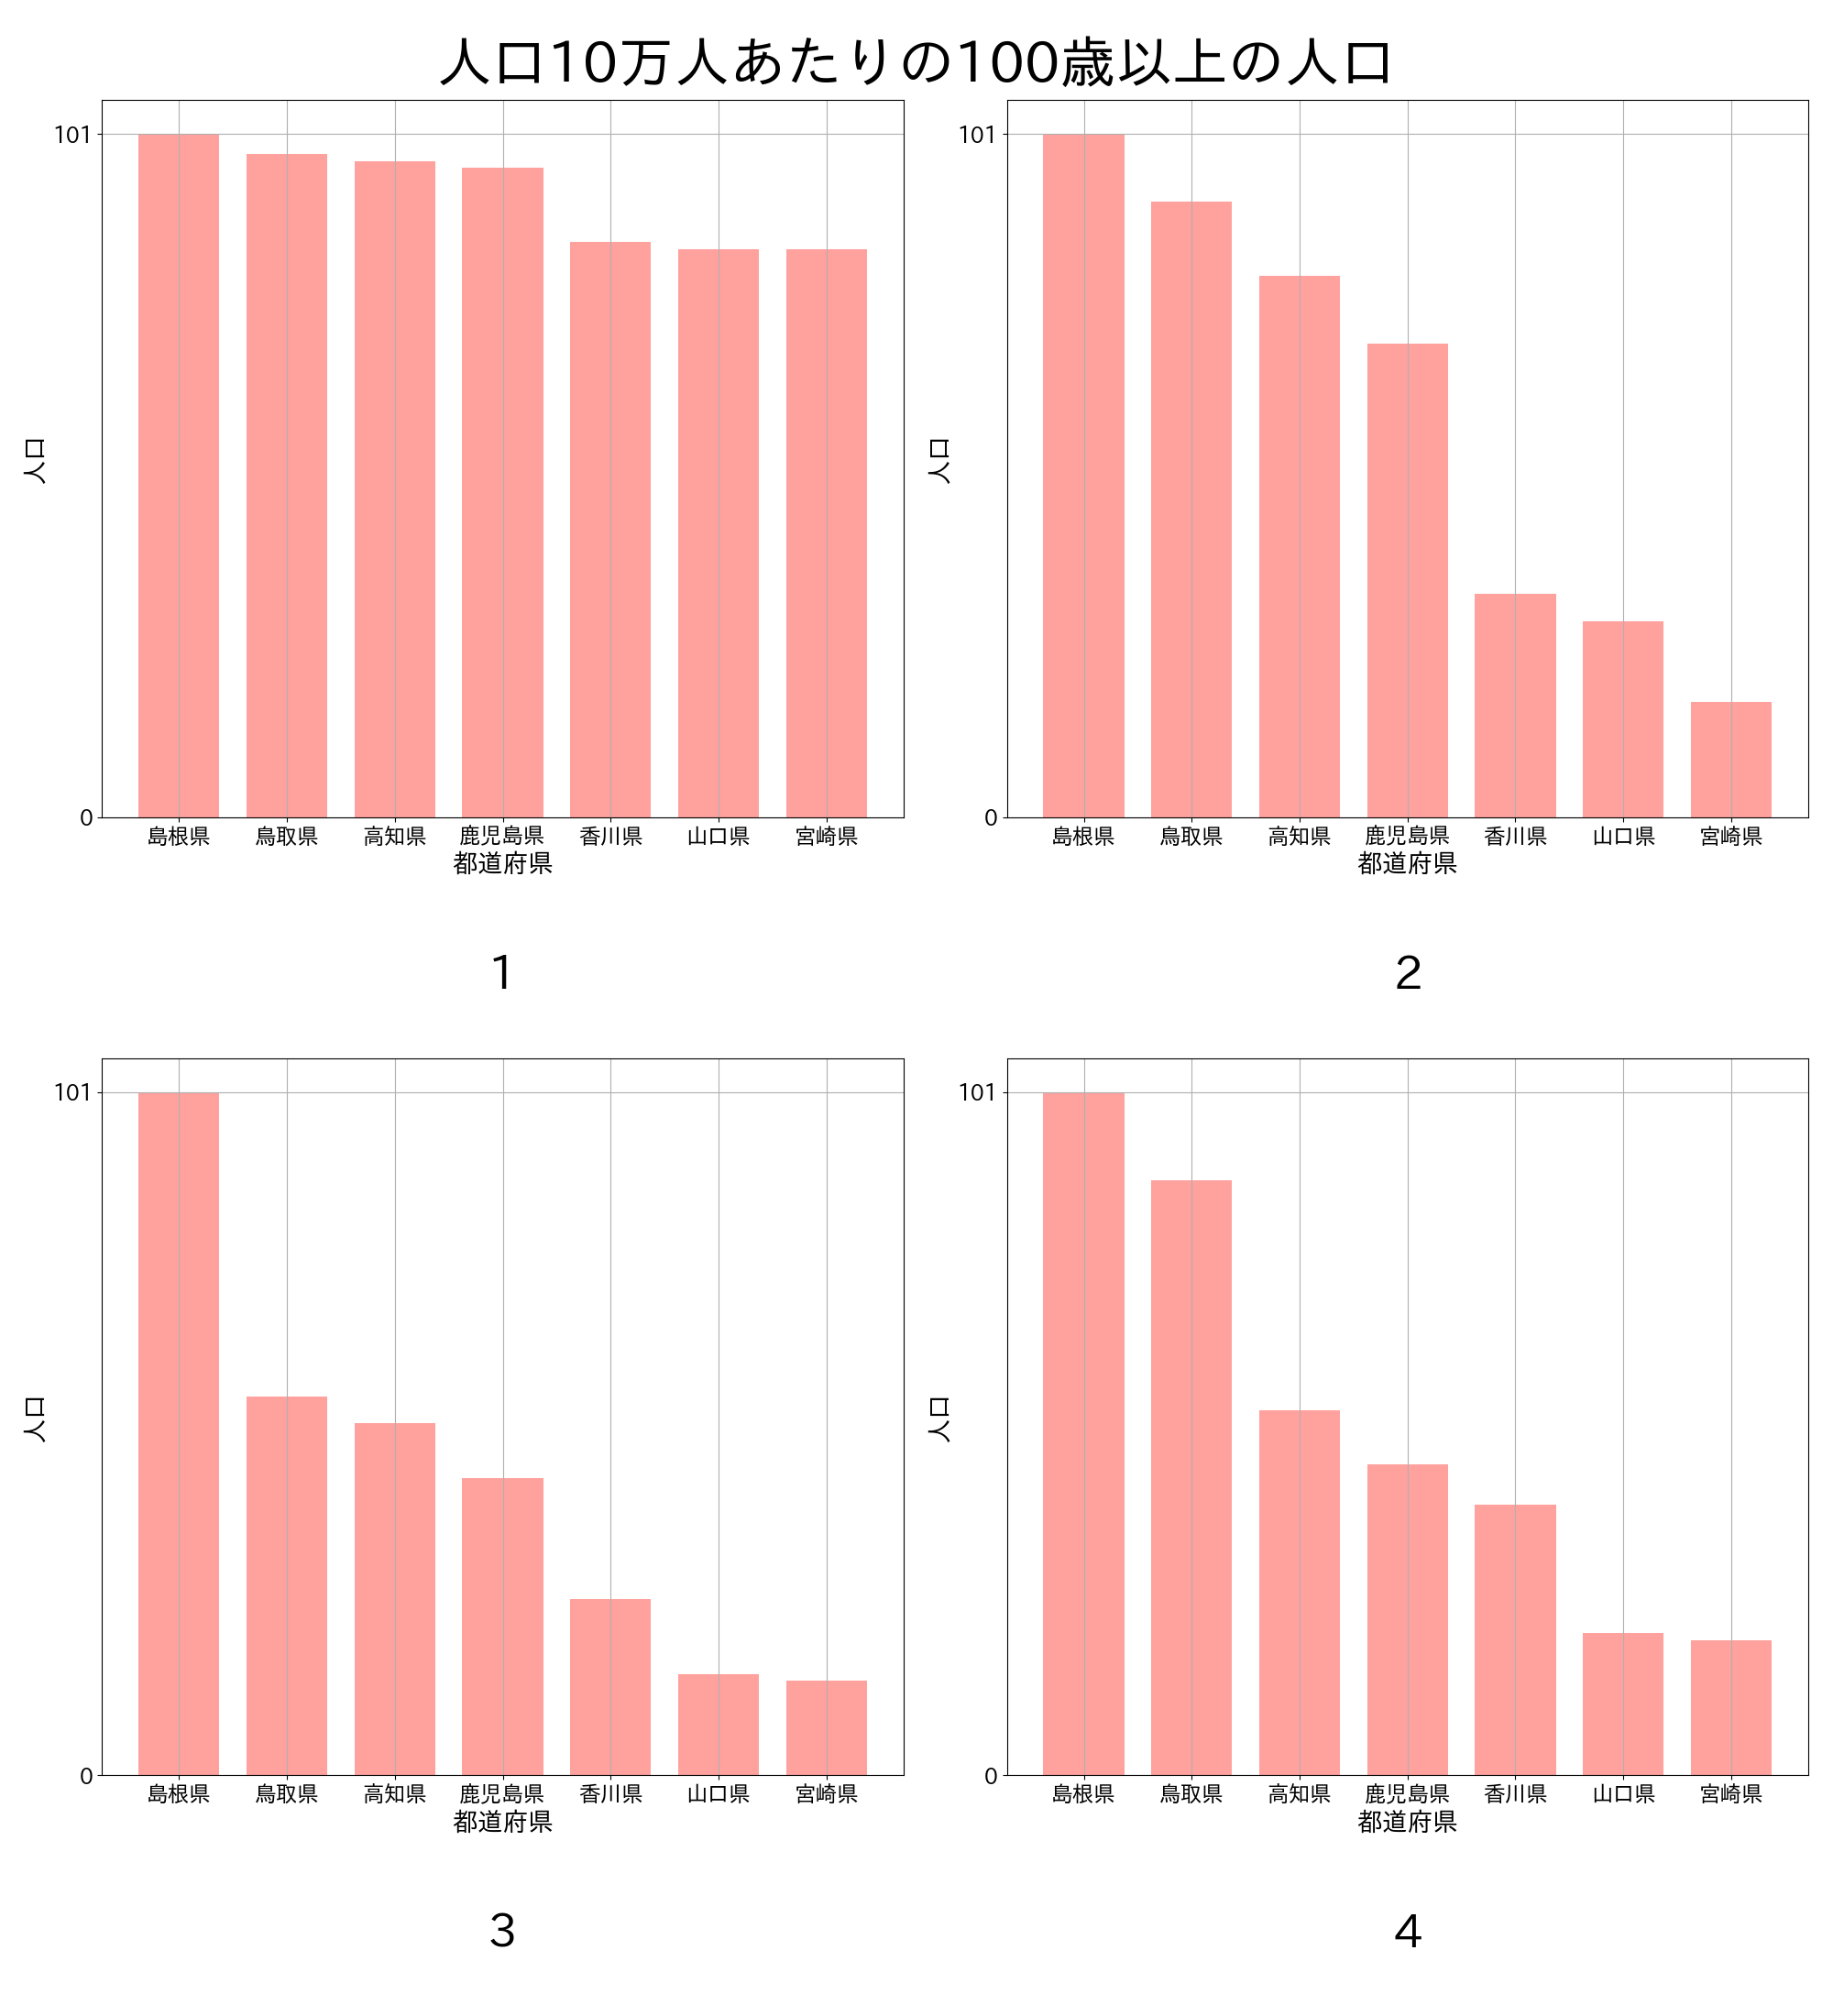 人口10万人あたりの100歳以上の人口
101
0
人口
島根県 鳥取県 高知県 鹿児島県 香川県 山口県 宮崎県
都道府県
1
101
0
人口
島根県 鳥取県 高知県 鹿児島県 香川県 山口県 宮崎県
都道府県
2
101
0
人口
島根県 鳥取県 高知県 鹿児島県 香川県 山口県 宮崎県
都道府県
3
101
0
人口
島根県 鳥取県 高知県 鹿児島県 香川県 山口県 宮崎県
都道府県
4